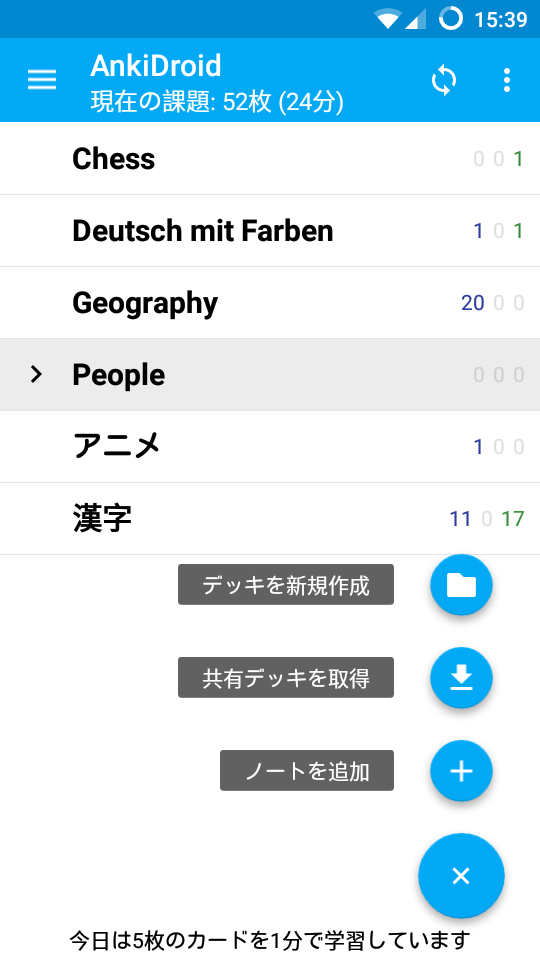 15:39
AnkiDroid
現在の課題: 52枚 (24分)
Chess 0 0 1
Deutsch mit Farben 1 0 1
Geography 20 0 0
People 0 0 0
アニメ 1 0 0
漢字 11 0 17
デッキを新規作成
共有デッキを取得
ノートを追加
今日は5枚のカードを1分で学習しています